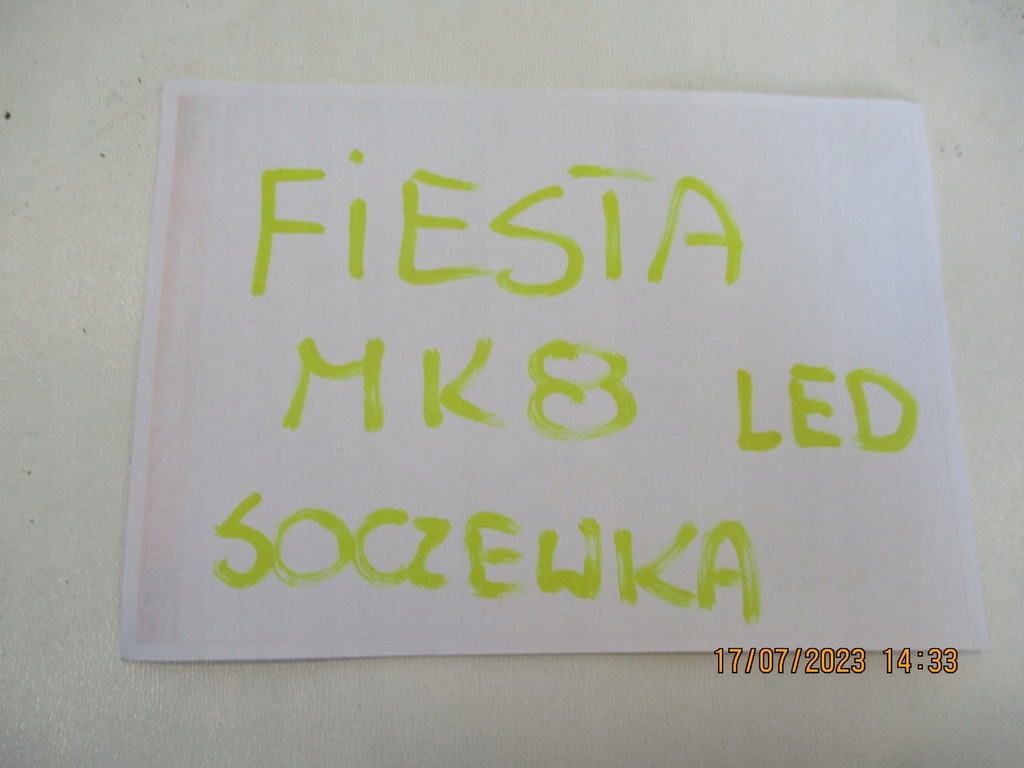 FiESTA
MK8 LED
SOCZEWKA
17/07/2023 14:33